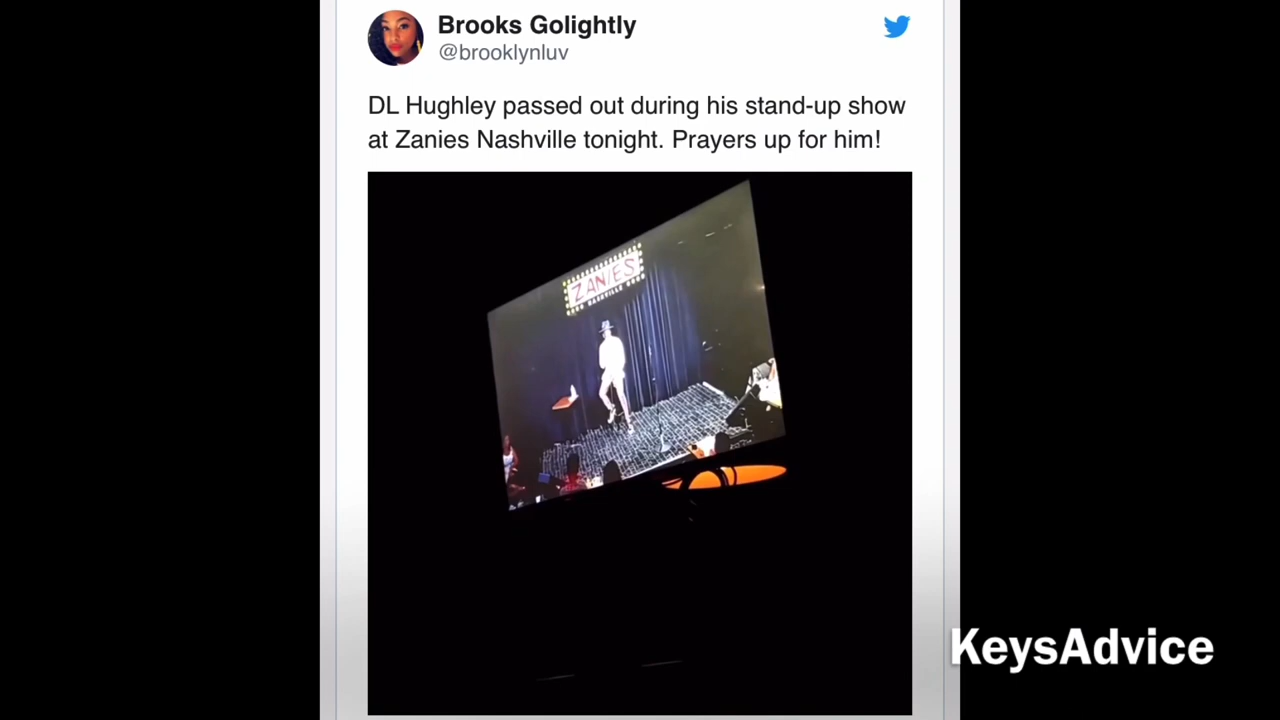 Brooks Golightly
@brooklynluv
DL Hughley passed out during his stand-up show
at Zanies Nashville tonight. Prayers up for him!
ZANIES
NASHVILLE
KeysAdvice